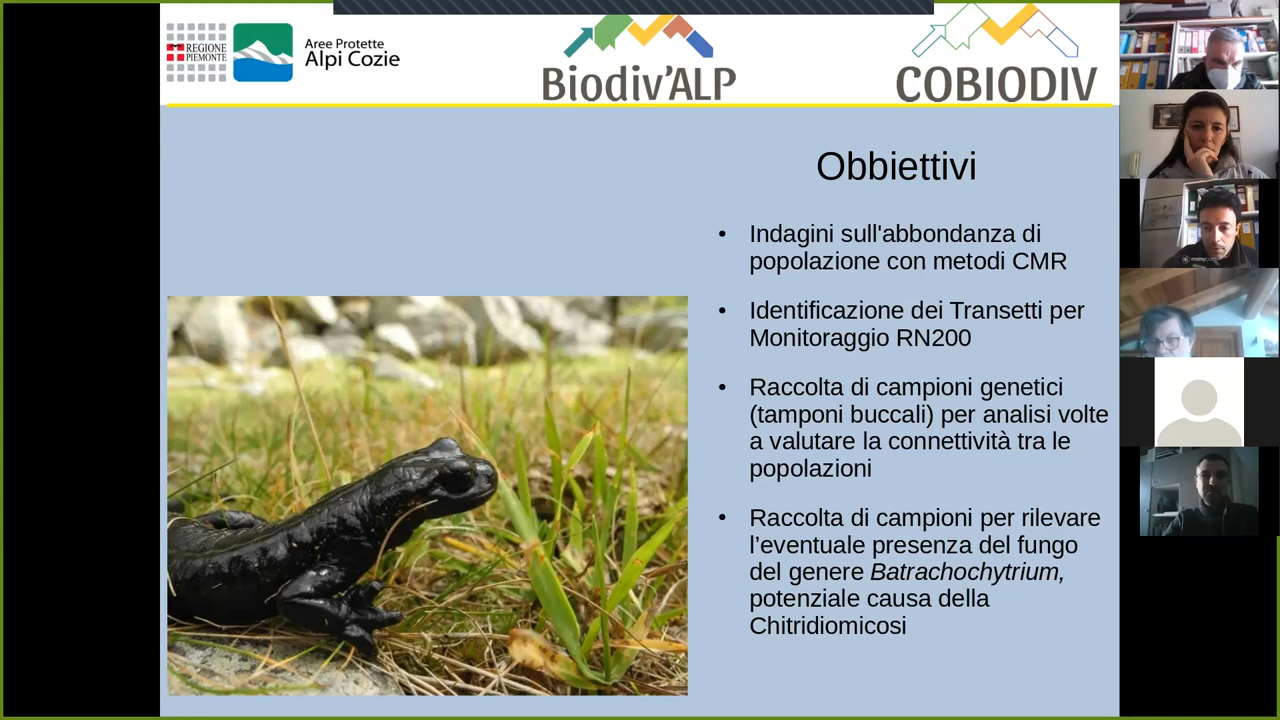 REGIONE
PIEMONTE
Aree Protette
Alpi Cozie
Biodiv'ALP
COBIODIV
Obbiettivi
• Indagini sull'abbondanza di
popolazione con metodi CMR
• Identificazione dei Transetti per
Monitoraggio RN200
• Raccolta di campioni genetici
(tamponi buccali) per analisi volte
a valutare la connettività tra le
popolazioni
• Raccolta di campioni per rilevare
l’eventuale presenza del fungo
del genere Batrachochytrium,
potenziale causa della
Chitridiomicosi